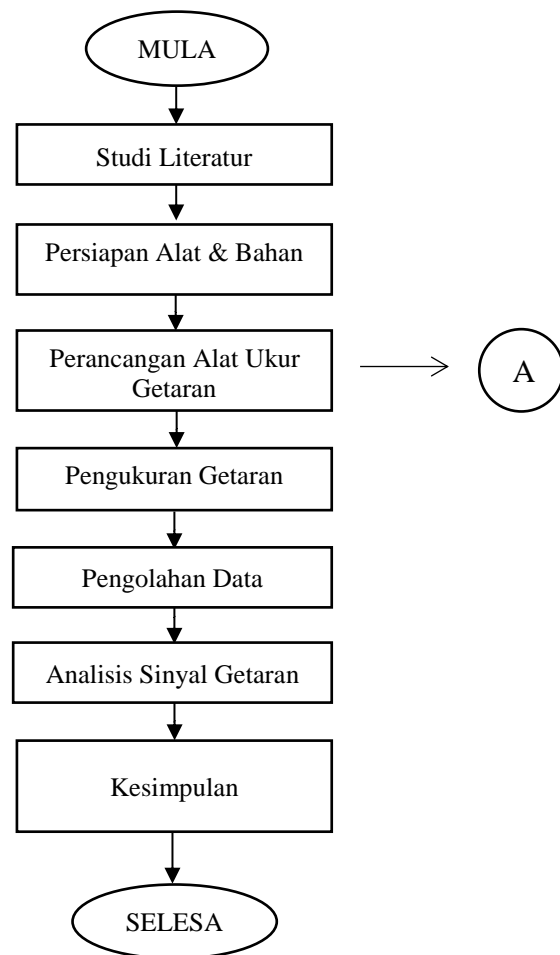 MULA
Studi Literatur
Persiapan Alat & Bahan
Perancangan Alat Ukur
Getaran
A
Pengukuran Getaran
Pengolahan Data
Analisis Sinyal Getaran
Kesimpulan
SELESA